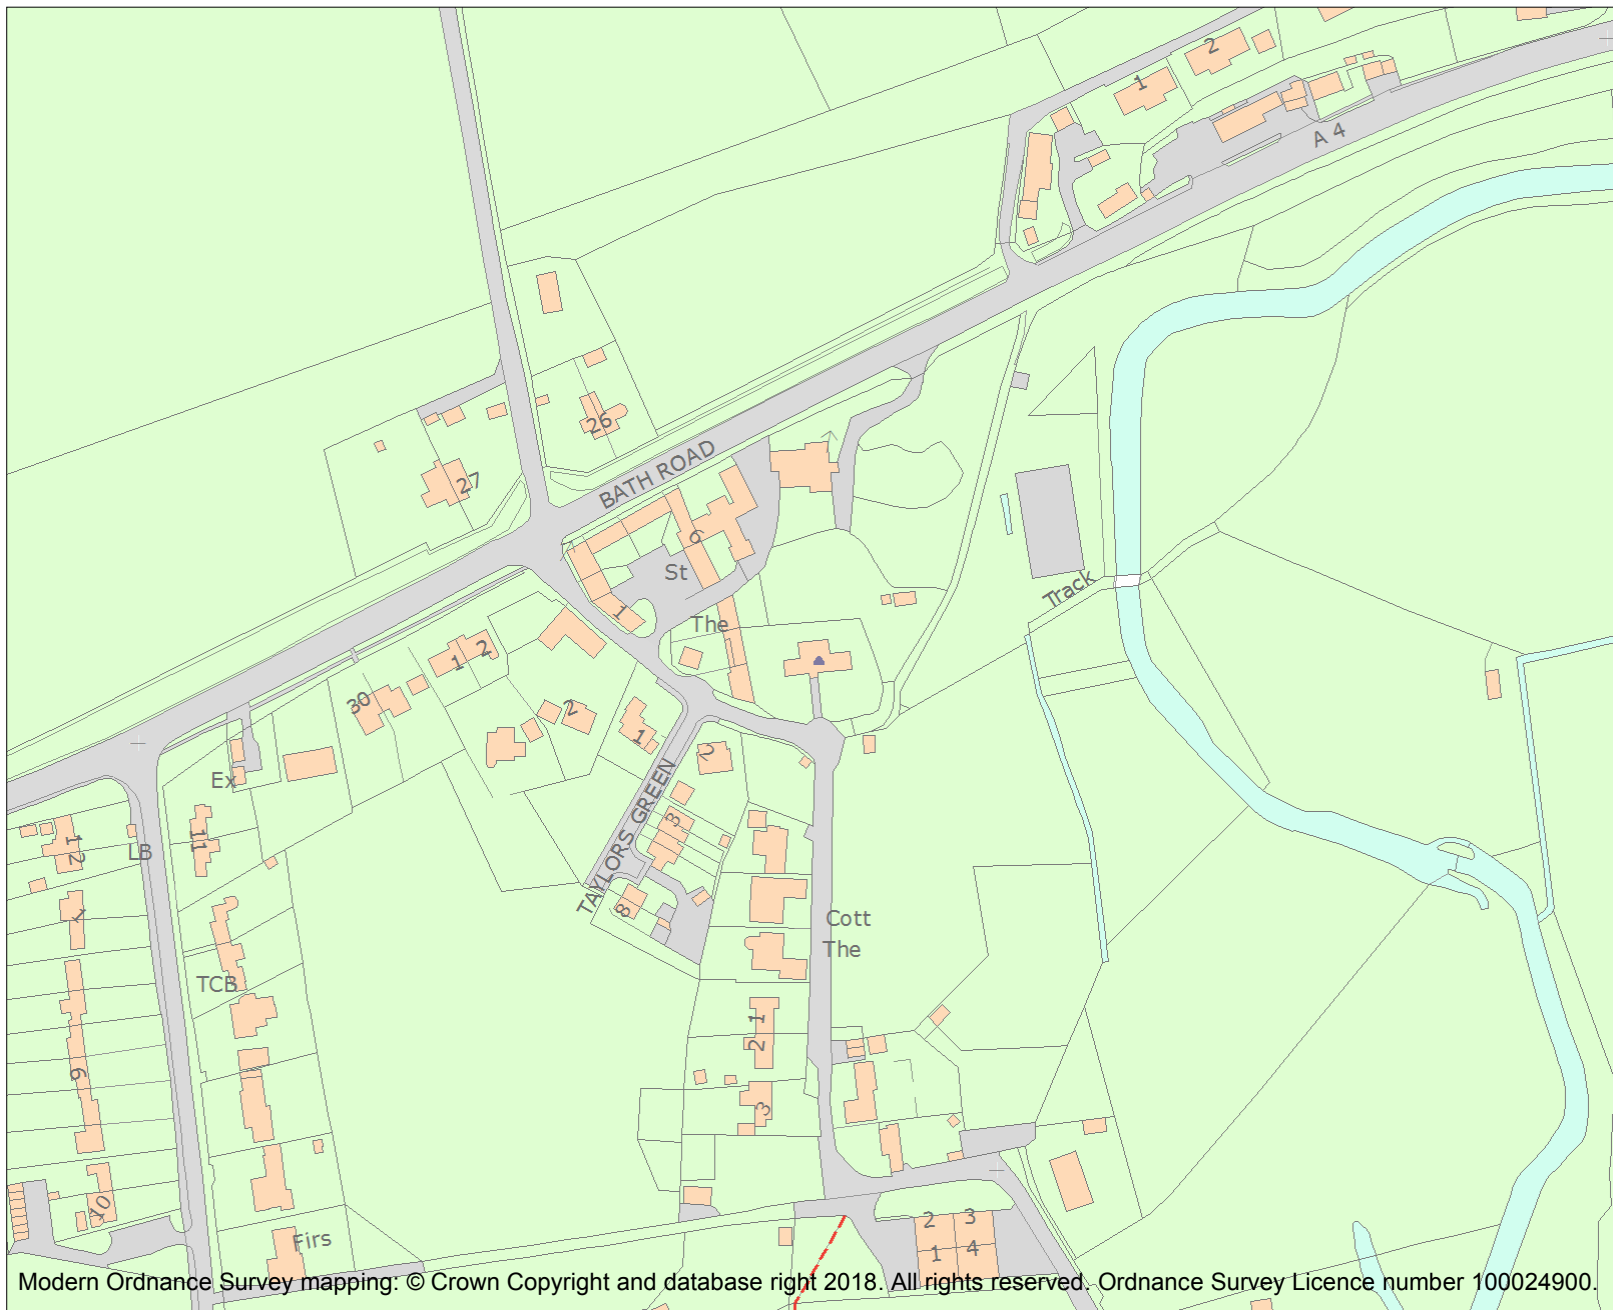 2
1
A 4
26
BATH ROAD
27
6
St
Track
1
The
1
2
30
2
1
2
Ex
TAYLORS GREEN
3
11
12
LB
8
1
Cott
The
TCB
1
2
9
3
10
Firs
2
3
1
4
Modern Ordnance Survey mapping: © Crown Copyright and database right 2018. All rights reserved. Ordnance Survey Licence number 100024900.